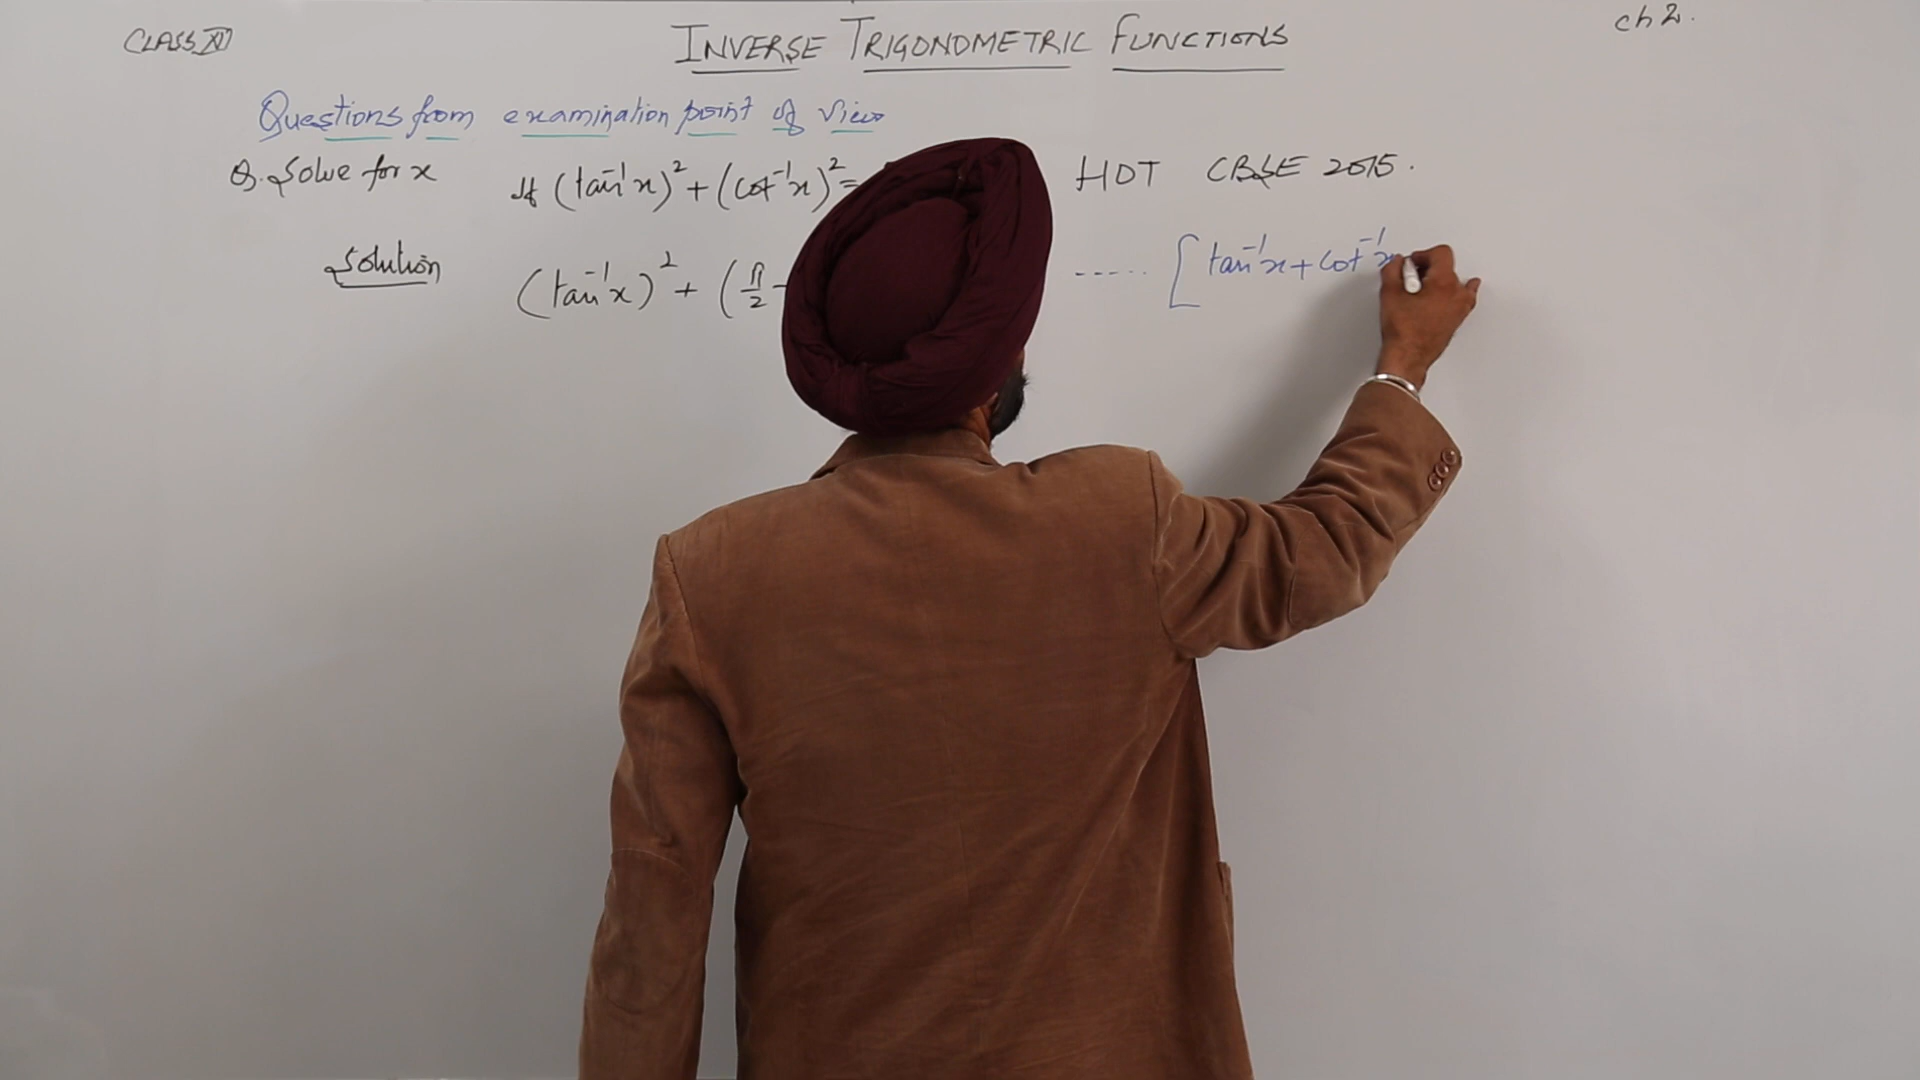 CLASS XII
INVERSE TRIGONOMETRIC FUNCTIONS
ch 2.
Questions from examination point of view
Q. Solve for x If (tan⁻¹x)² + (cot⁻¹x)² = HOT CBSE 2015.
Solution (tan⁻¹x)² + (π/2 - ----- [tan⁻¹x + cot⁻¹x